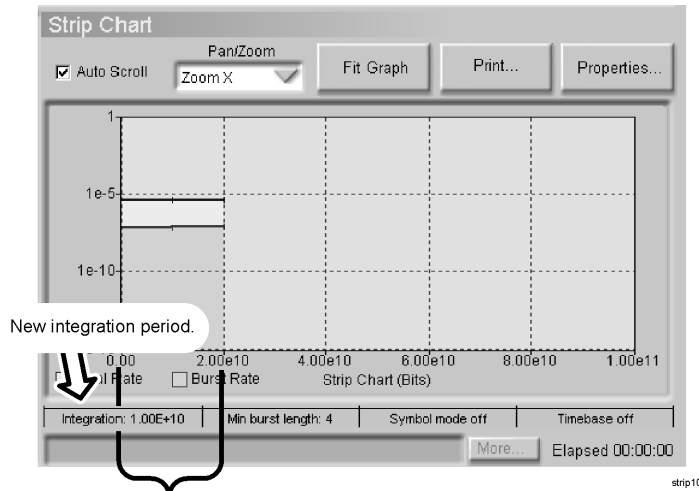 Strip Chart
Auto Scroll
Pan/Zoom
Zoom X
Fit Graph
Print...
Properties...
1
1e-5
1e-10
New integration period.
0.00 2.00e10 4.00e10 6.00e10 8.00e10 1.00e11
Rate
Burst Rate
Strip Chart (Bits)
Integration: 1.00E+10
Min burst length: 4
Symbol mode off
Timebase off
More...
Elapsed 00:00:00
strip10